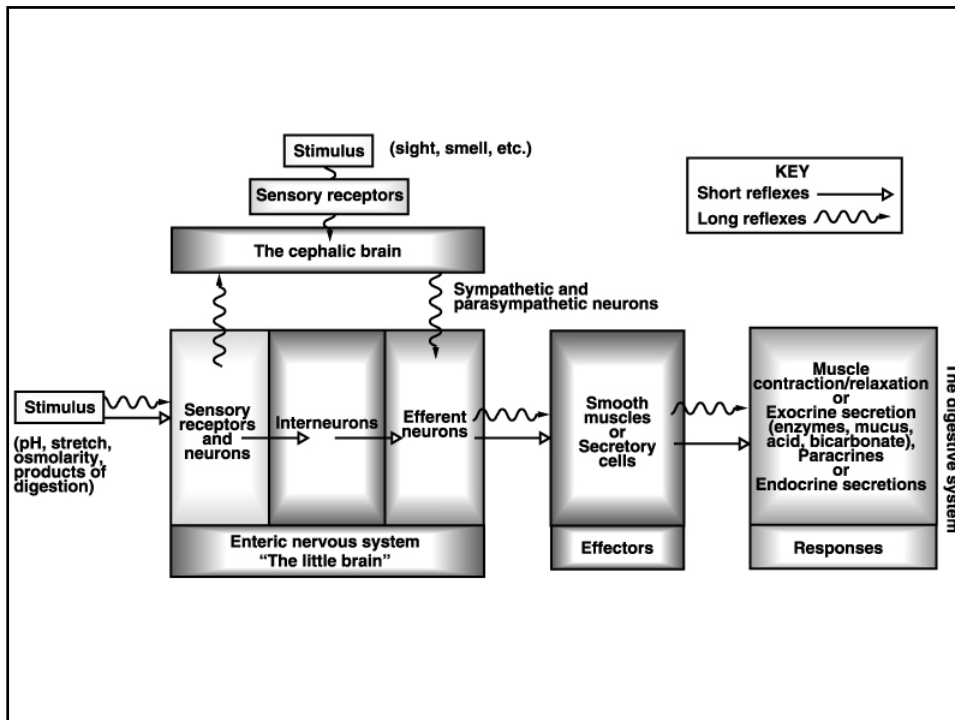 Stimulus
(sight, smell, etc.)
Sensory receptors
The cephalic brain
KEY
Short reflexes
Long reflexes
Sympathetic and
parasympathetic neurons
Stimulus
(pH, stretch,
osmolarity,
products of
digestion)
Sensory
receptors
and
neurons
Interneurons
Efferent
neurons
Enteric nervous system
“The little brain”
Smooth
muscles
or
Secretory
cells
Effectors
Muscle
contraction/relaxation
or
Exocrine secretion
(enzymes, mucus,
acid, bicarbonate),
Paracrines
or
Endocrine secretions
Responses
The digestive system